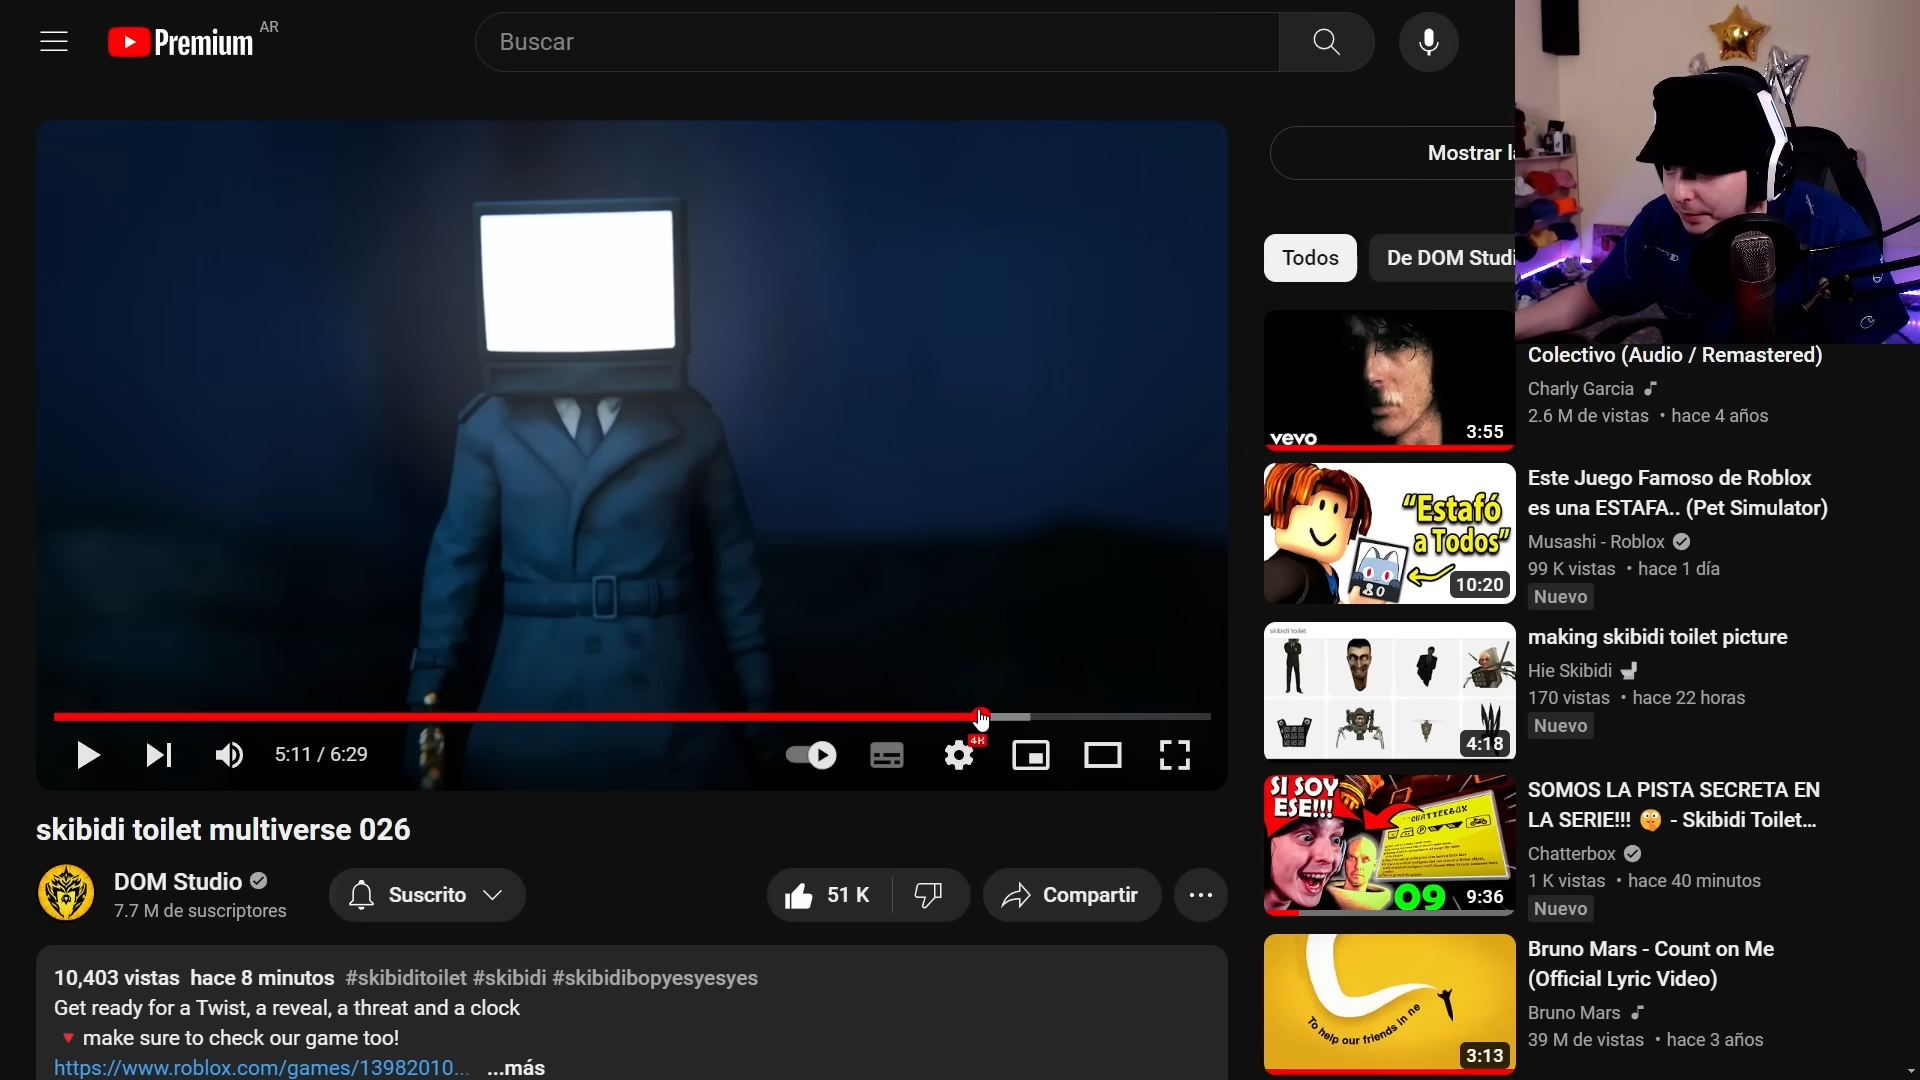 Premium AR
Buscar
Mostrar l
Todos
De DOM Studi
vevo
3:55
Colectivo (Audio / Remastered)
Charly Garcia
2.6 M de vistas • hace 4 años
"Estafó
a Todos"
10:20
Este Juego Famoso de Roblox
es una ESTAFA.. (Pet Simulator)
Musashi - Roblox
99 K vistas • hace 1 día
Nuevo
skibidi toilet
4:18
making skibidi toilet picture
Hie Skibidi
170 vistas • hace 22 horas
Nuevo
SI SOY
ESE!!!
CHATTERBOX
09
9:36
SOMOS LA PISTA SECRETA EN
LA SERIE!!! 🤫 - Skibidi Toilet...
Chatterbox
1 K vistas • hace 40 minutos
Nuevo
To help our friends in ne
3:13
Bruno Mars - Count on Me
(Official Lyric Video)
Bruno Mars
39 M de vistas • hace 3 años
5:11 / 6:29
4K
skibidi toilet multiverse 026
DOM Studio
7.7 M de suscriptores
Suscrito
51 K
Compartir
10,403 vistas hace 8 minutos #skibiditoilet #skibidi #skibidibopyesyesyes
Get ready for a Twist, a reveal, a threat and a clock
🔻make sure to check our game too!
https://www.roblox.com/games/13982010... ...más